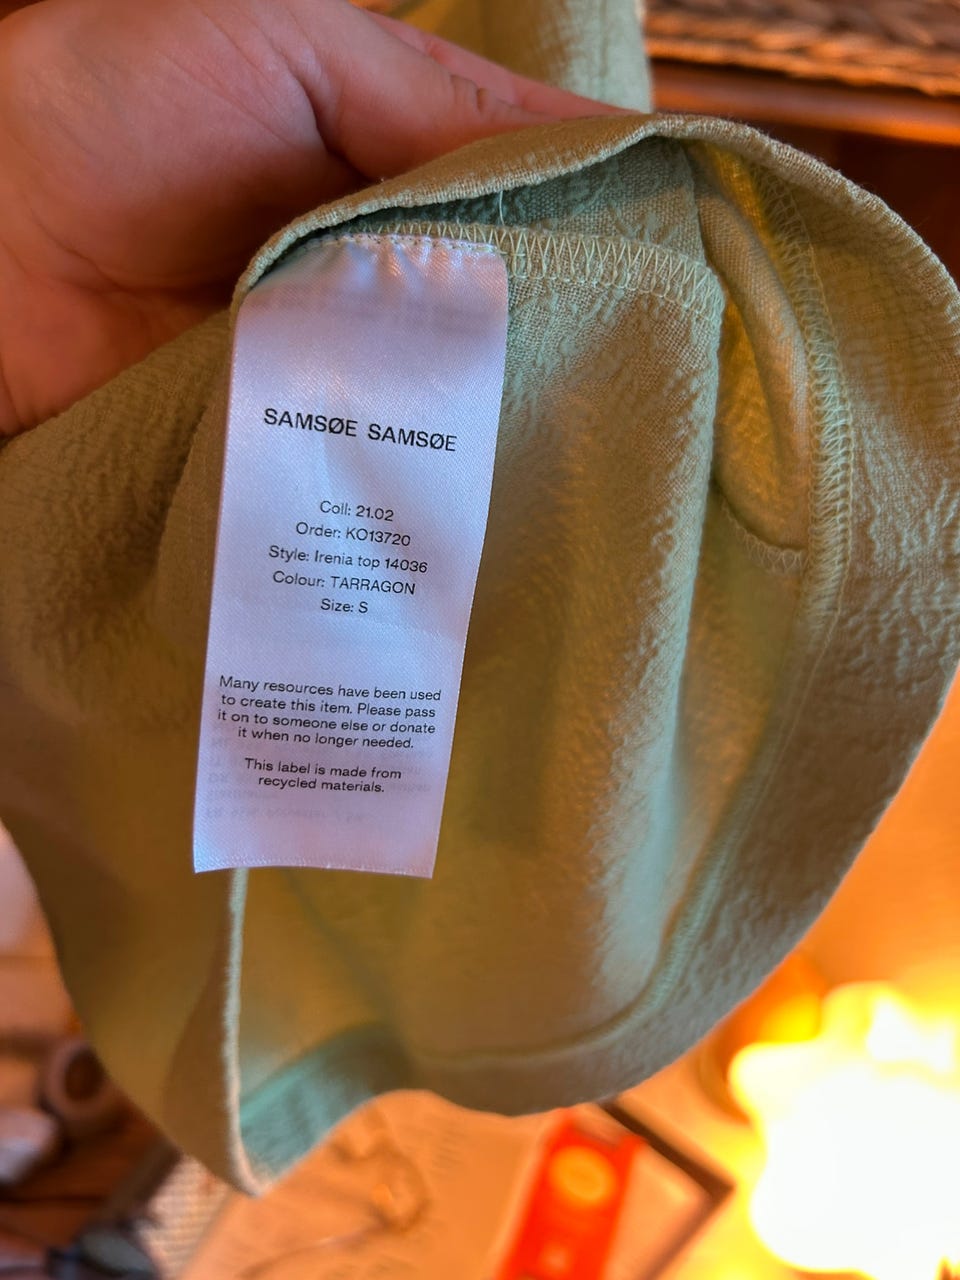 SAMSØE SAMSØE
Coll: 21.02
Order: KO13720
Style: Irenia top 14036
Colour: TARRAGON
Size: S
Many resources have been used
to create this item. Please pass
it on to someone else or donate
it when no longer needed.
This label is made from
recycled materials.